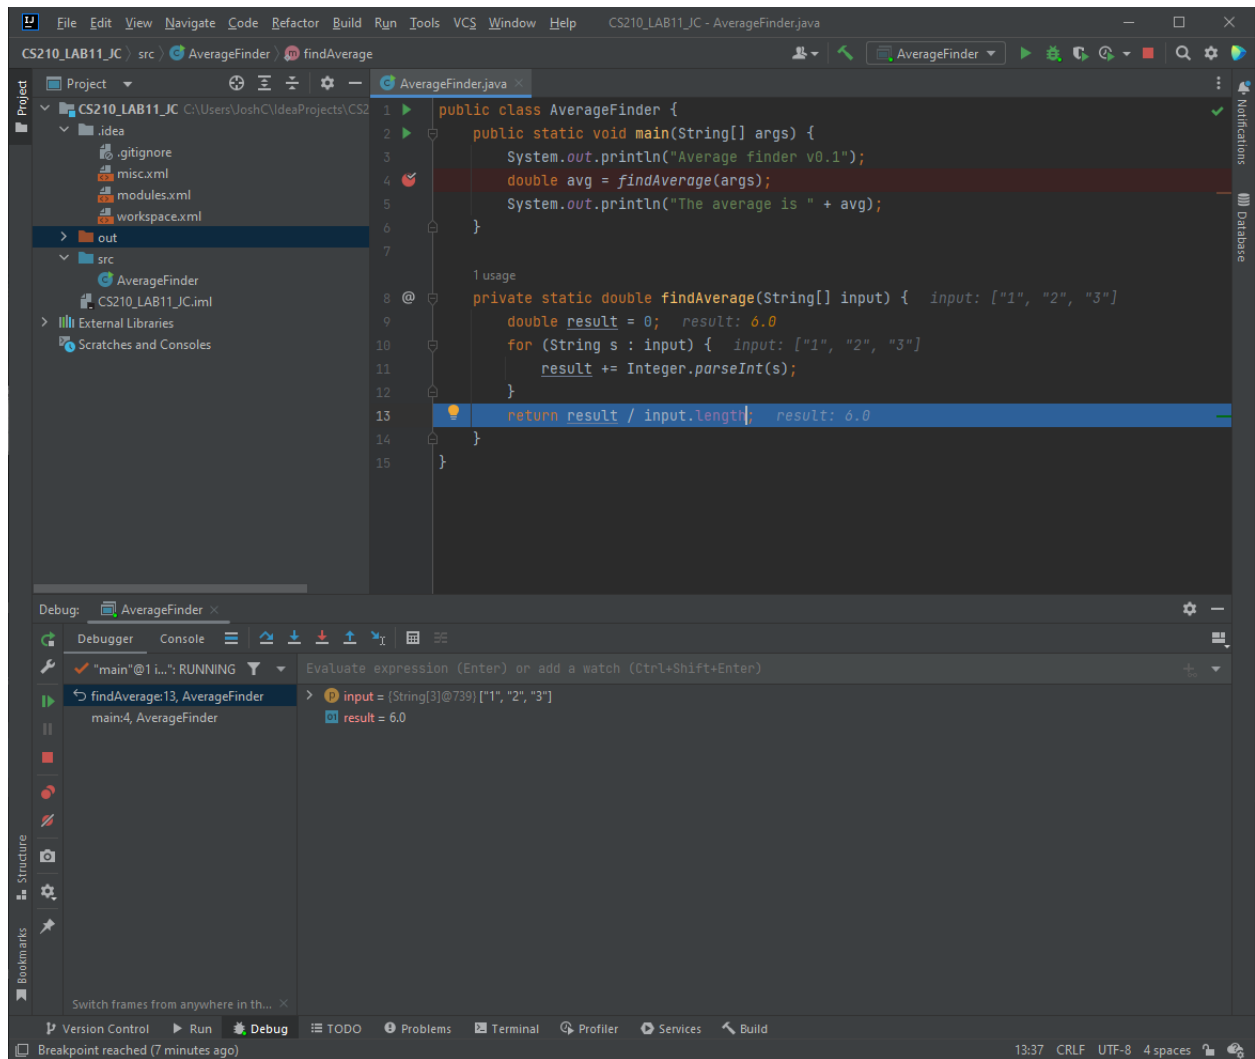 File Edit View Navigate Code Refactor Build Run Tools VCS Window Help CS210_LAB11_JC - AverageFinder.java
CS210_LAB11_JC src AverageFinder findAverage AverageFinder
Project
Project
CS210_LAB11_JC C:\Users\JoshC\IdeaProjects\CS2
.idea
.gitignore
misc.xml
modules.xml
workspace.xml
out
src
AverageFinder
CS210_LAB11_JC.iml
External Libraries
Scratches and Consoles
AverageFinder.java
1 public class AverageFinder {
2 public static void main(String[] args) {
3 System.out.println("Average finder v0.1");
4 double avg = findAverage(args);
5 System.out.println("The average is " + avg);
6 }
7
1 usage
8 @ private static double findAverage(String[] input) { input: ["1", "2", "3"]
9 double result = 0; result: 6.0
10 for (String s : input) { input: ["1", "2", "3"]
11 result += Integer.parseInt(s);
12 }
13 return result / input.length; result: 6.0
14 }
15 }
Notifications
Database
Debug: AverageFinder
Debugger Console
"main"@1 i...": RUNNING
Evaluate expression (Enter) or add a watch (Ctrl+Shift+Enter)
findAverage:13, AverageFinder
main:4, AverageFinder
input = {String[3]@739} ["1", "2", "3"]
result = 6.0
Structure
Bookmarks
Switch frames from anywhere in th...
Version Control Run Debug TODO Problems Terminal Profiler Services Build
Breakpoint reached (7 minutes ago) 13:37 CRLF UTF-8 4 spaces